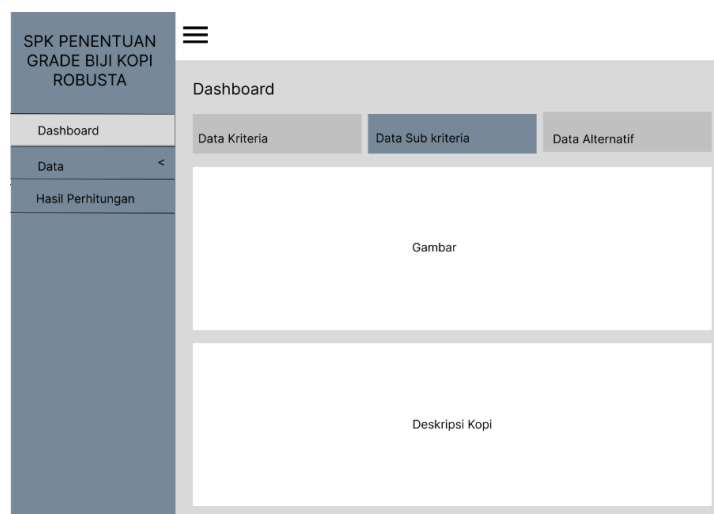 SPK PENENTUAN
GRADE BIJI KOPI
ROBUSTA
Dashboard
Data <
Hasil Perhitungan
Dashboard
Data Kriteria
Data Sub kriteria
Data Alternatif
Gambar
Deskripsi Kopi